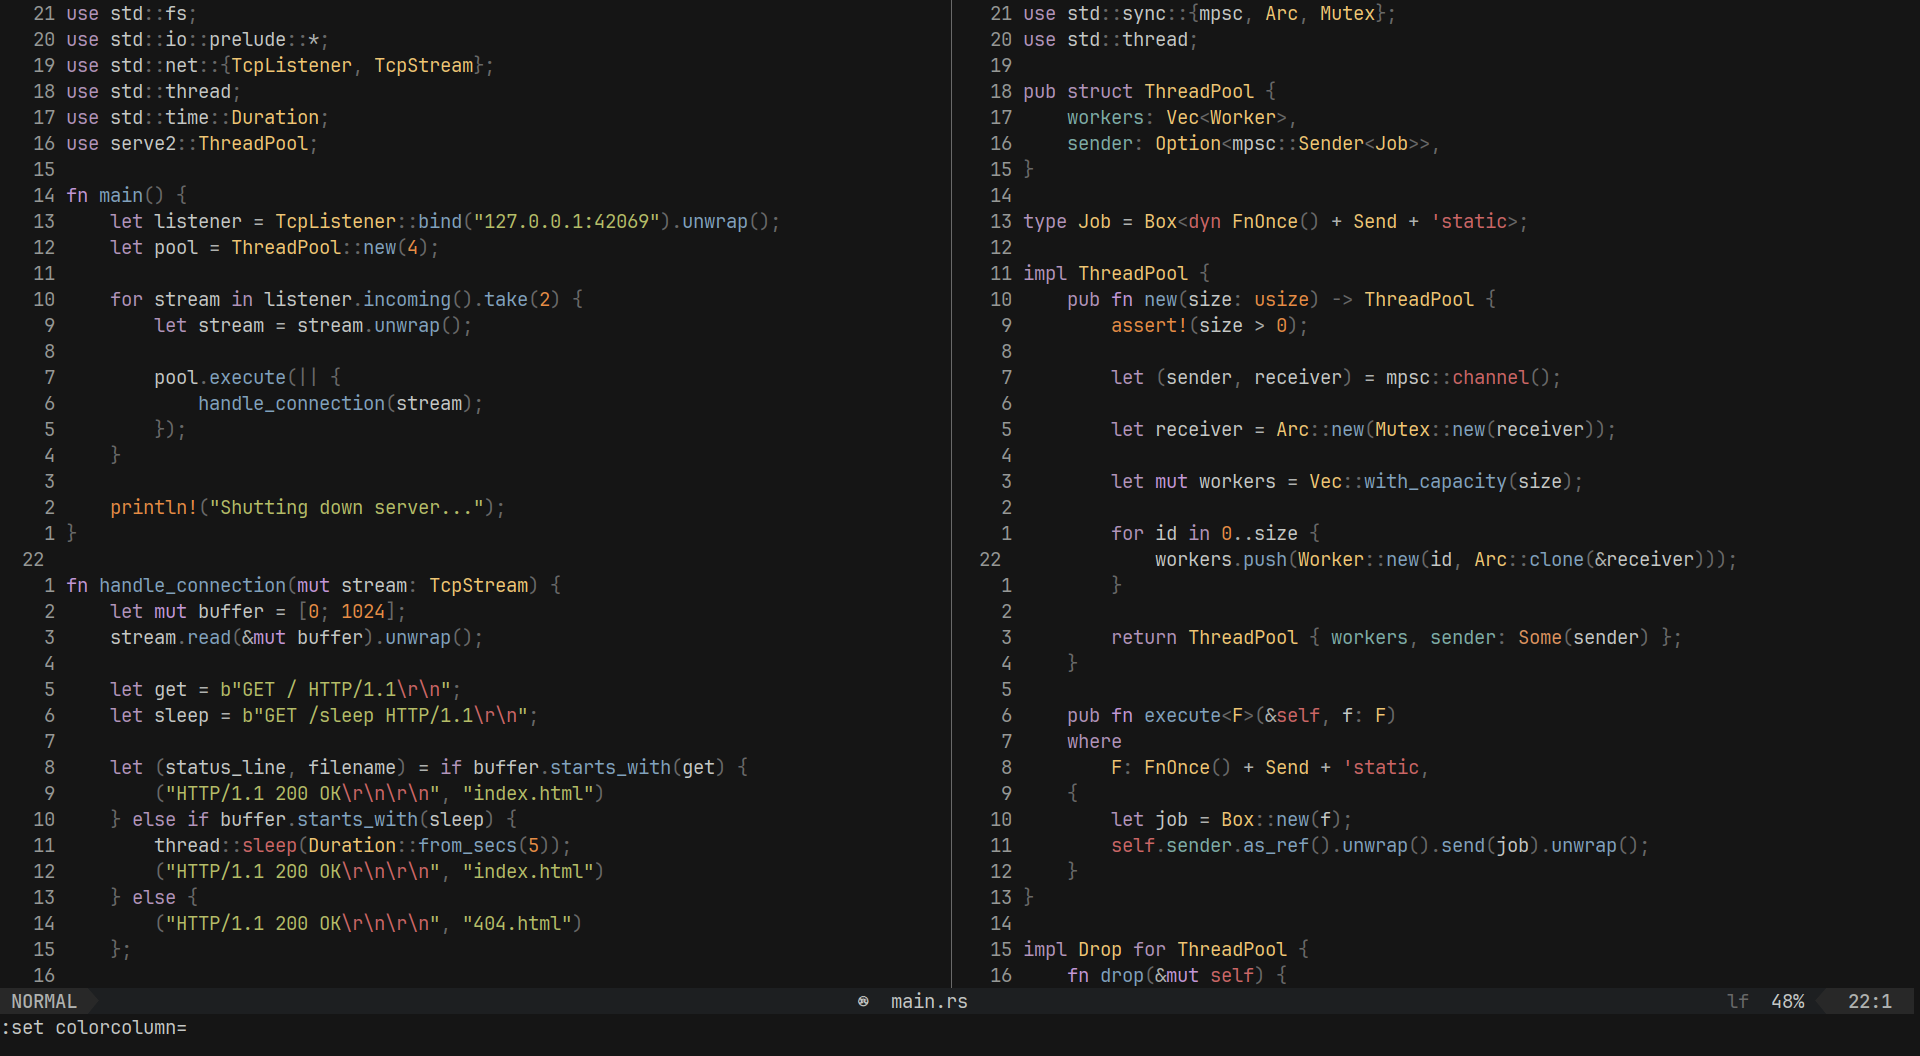 21 use std::fs;
20 use std::io::prelude::*;
19 use std::net::{TcpListener, TcpStream};
18 use std::thread;
17 use std::time::Duration;
16 use serve2::ThreadPool;
15
14 fn main() {
13     let listener = TcpListener::bind("127.0.0.1:42069").unwrap();
12     let pool = ThreadPool::new(4);
11
10     for stream in listener.incoming().take(2) {
9         let stream = stream.unwrap();
8
7         pool.execute(|| {
6             handle_connection(stream);
5         });
4     }
3
2     println!("Shutting down server...");
1 }
22
1 fn handle_connection(mut stream: TcpStream) {
2     let mut buffer = [0; 1024];
3     stream.read(&mut buffer).unwrap();
4
5     let get = b"GET / HTTP/1.1\r\n";
6     let sleep = b"GET /sleep HTTP/1.1\r\n";
7
8     let (status_line, filename) = if buffer.starts_with(get) {
9         ("HTTP/1.1 200 OK\r\n\r\n", "index.html")
10     } else if buffer.starts_with(sleep) {
11         thread::sleep(Duration::from_secs(5));
12         ("HTTP/1.1 200 OK\r\n\r\n", "index.html")
13     } else {
14         ("HTTP/1.1 200 OK\r\n\r\n", "404.html")
15     };
16
21 use std::sync::{mpsc, Arc, Mutex};
20 use std::thread;
19
18 pub struct ThreadPool {
17     workers: Vec<Worker>,
16     sender: Option<mpsc::Sender<Job>>,
15 }
14
13 type Job = Box<dyn FnOnce() + Send + 'static>;
12
11 impl ThreadPool {
10     pub fn new(size: usize) -> ThreadPool {
9         assert!(size > 0);
8
7         let (sender, receiver) = mpsc::channel();
6
5         let receiver = Arc::new(Mutex::new(receiver));
4
3         let mut workers = Vec::with_capacity(size);
2
1         for id in 0..size {
22             workers.push(Worker::new(id, Arc::clone(&receiver)));
1         }
2
3         return ThreadPool { workers, sender: Some(sender) };
4     }
5
6     pub fn execute<F>(&self, f: F)
7     where
8         F: FnOnce() + Send + 'static,
9     {
10         let job = Box::new(f);
11         self.sender.as_ref().unwrap().send(job).unwrap();
12     }
13 }
14
15 impl Drop for ThreadPool {
16     fn drop(&mut self) {
NORMAL main.rs lf 48% 22:1
:set colorcolumn=